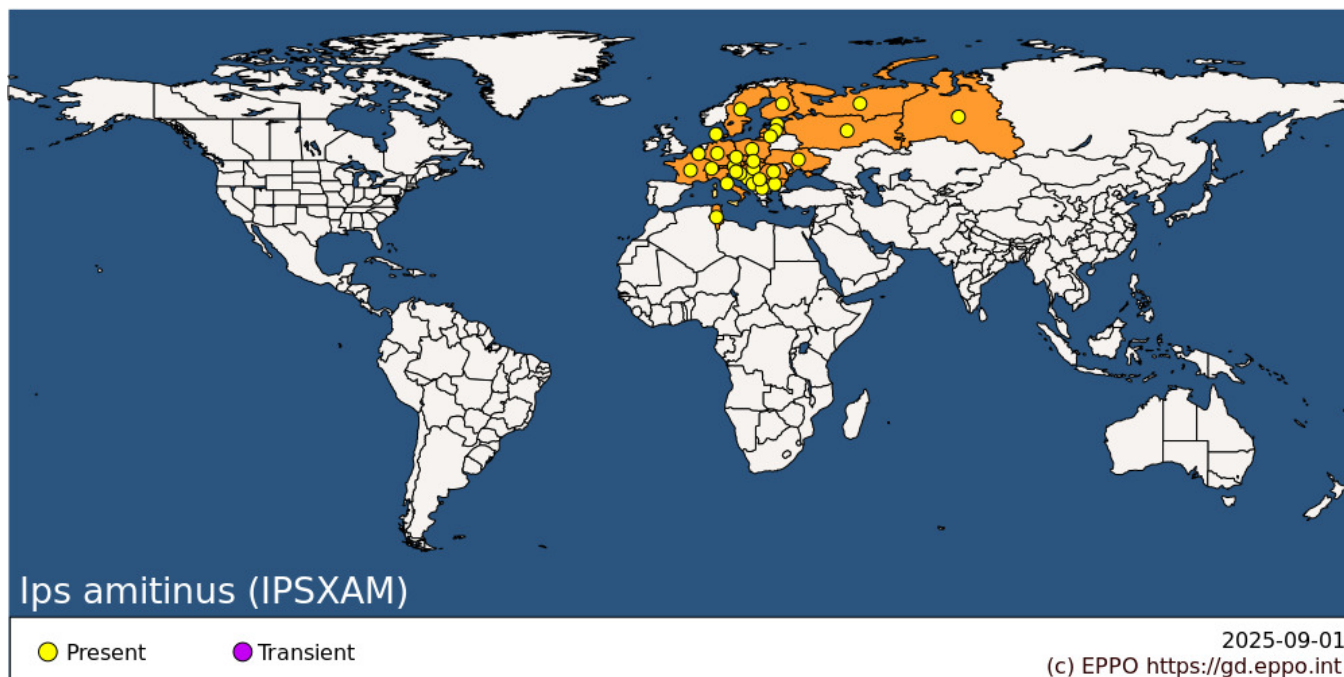 Ips amitinus (IPSXAM)
Present
Transient
2025-09-01
(c) EPPO https://gd.eppo.int